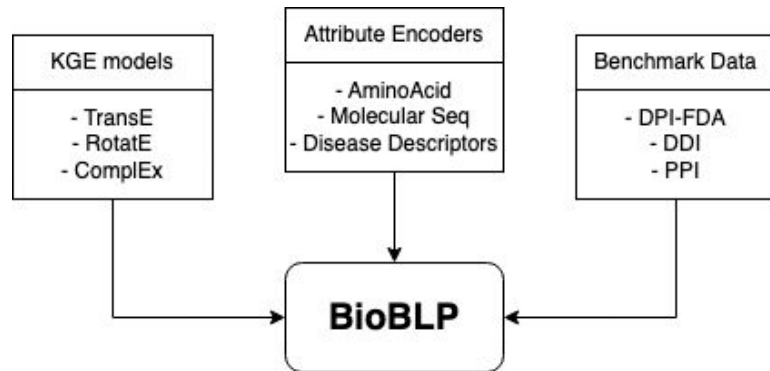 KGE models
- TransE
- RotatE
- ComplEx
Attribute Encoders
- AminoAcid
- Molecular Seq
- Disease Descriptors
Benchmark Data
- DPI-FDA
- DDI
- PPI
BioBLP